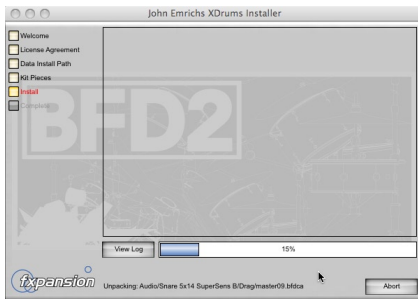 John Emrichs XDrums Installer
Welcome
License Agreement
Data Install Path
Kit Pieces
Install
Complete
BFD2
View Log
15%
fxpansion
Unpacking: Audio/Snare 5x14 SuperSens B/Drag/master09.bfdca
Abort